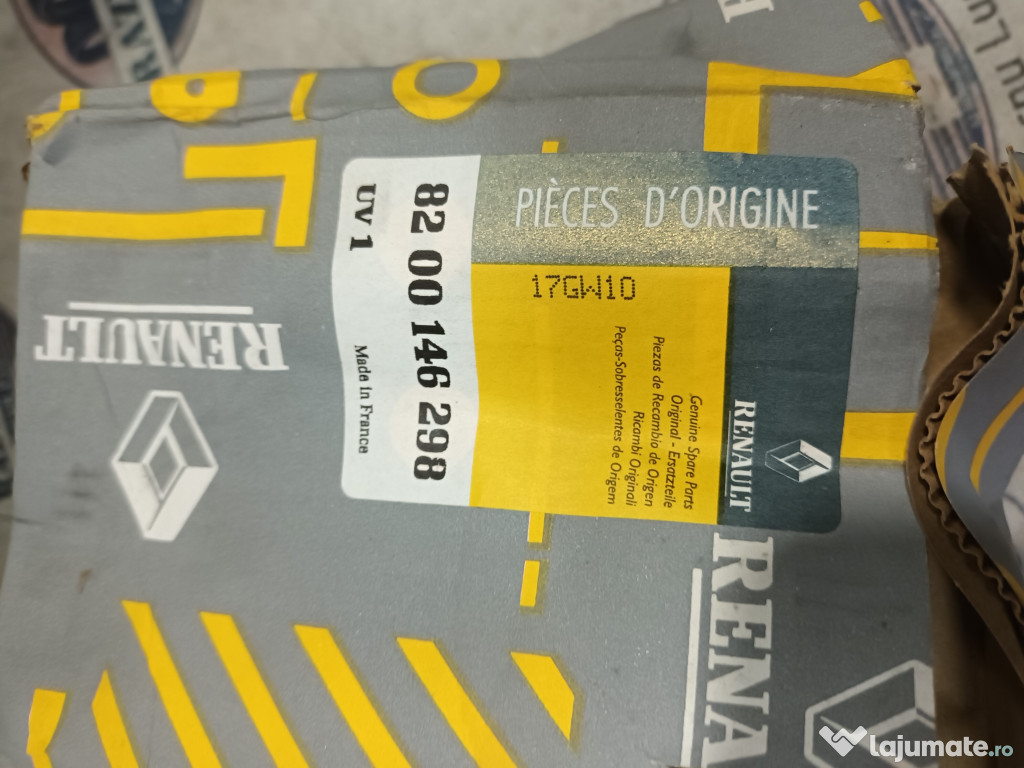 PIÈCES D'ORIGINE
17GW10
82 00 146 298
UV 1
Made in France
RENAULT
Genuine Spare Parts
Original - Ersatzteile
Piezas de Recambio de Origen
Ricambi Originali
Peças-Sobresselentes de Origem
RENAULT
RENA
lajumate.ro